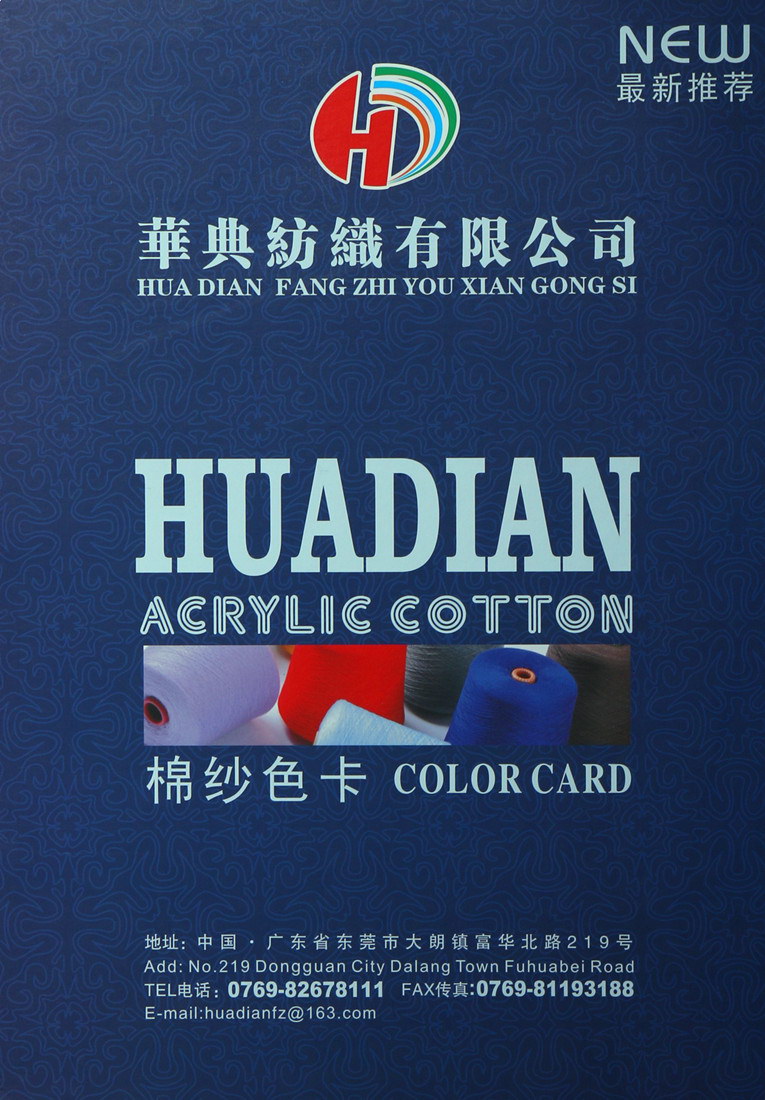 NEW
最新推荐
H
華典紡織有限公司
HUA DIAN FANG ZHI YOU XIAN GONG SI
HUADIAN
ACRYLIC COTTON
棉纱色卡 COLOR CARD
地址：中国·广东省东莞市大朗镇富华北路219号
Add: No.219 Dongguan City Dalang Town Fuhuabei Road
TEL电话：0769-82678111 FAX传真:0769-81193188
E-mail:huadianfz@163.com